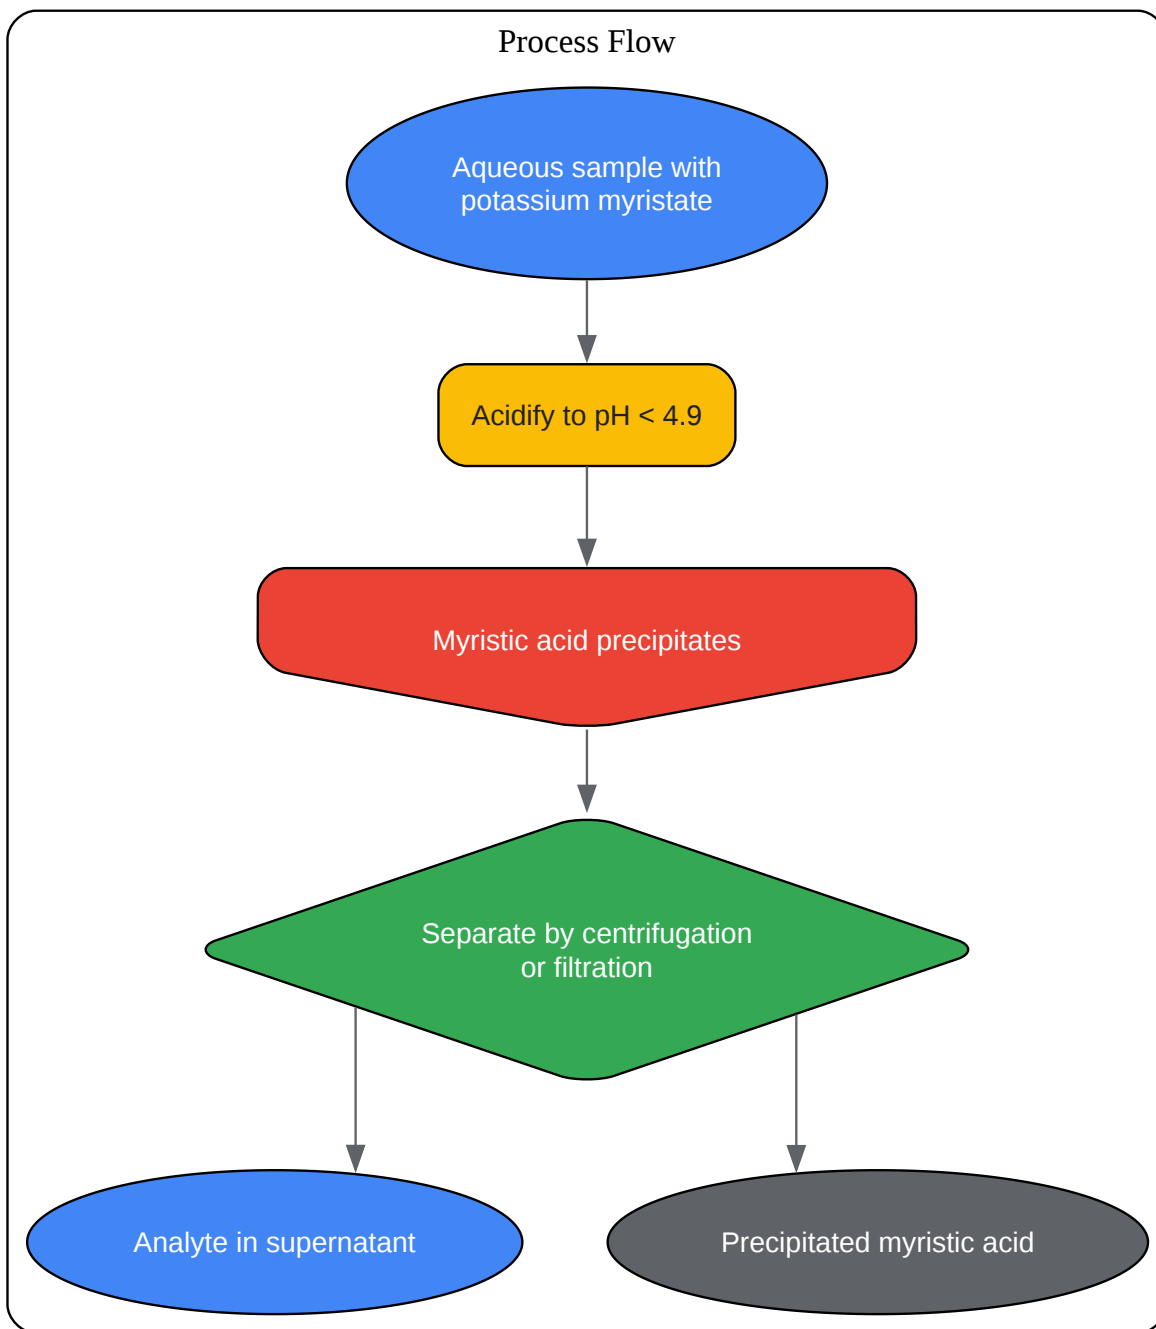 Process Flow
Aqueous sample with
potassium myristate
Acidify to pH < 4.9
Myristic acid precipitates
Separate by centrifugation
or filtration
Analyte in supernatant
Precipitated myristic acid